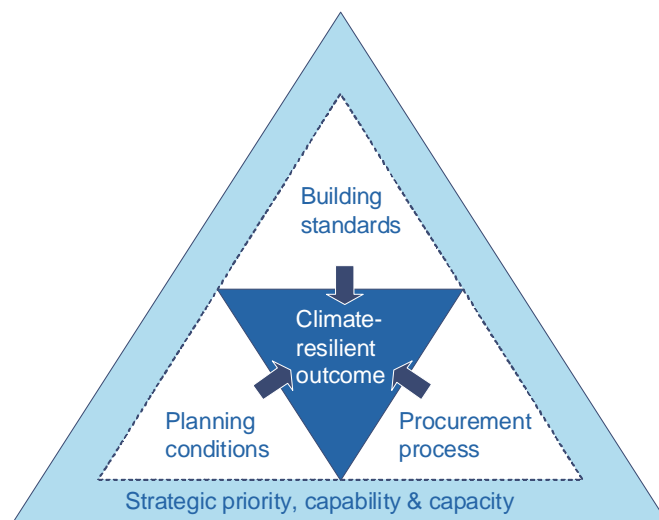 Building
standards
Climate-
resilient
outcome
Planning
conditions
Procurement
process
Strategic priority, capability & capacity